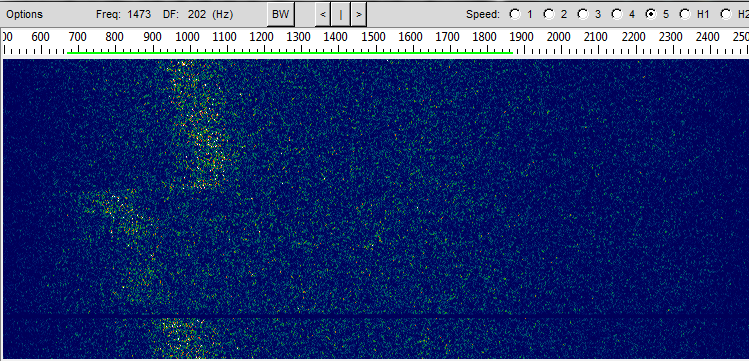 Options Freq: 1473 DF: 202 (Hz) BW < | > Speed: 1 2 3 4 5 H1 H2
00 700 800 900 1000 1100 1200 1300 1400 1500 1600 1700 1800 1900 2000 2100 2200 2300 2400 250